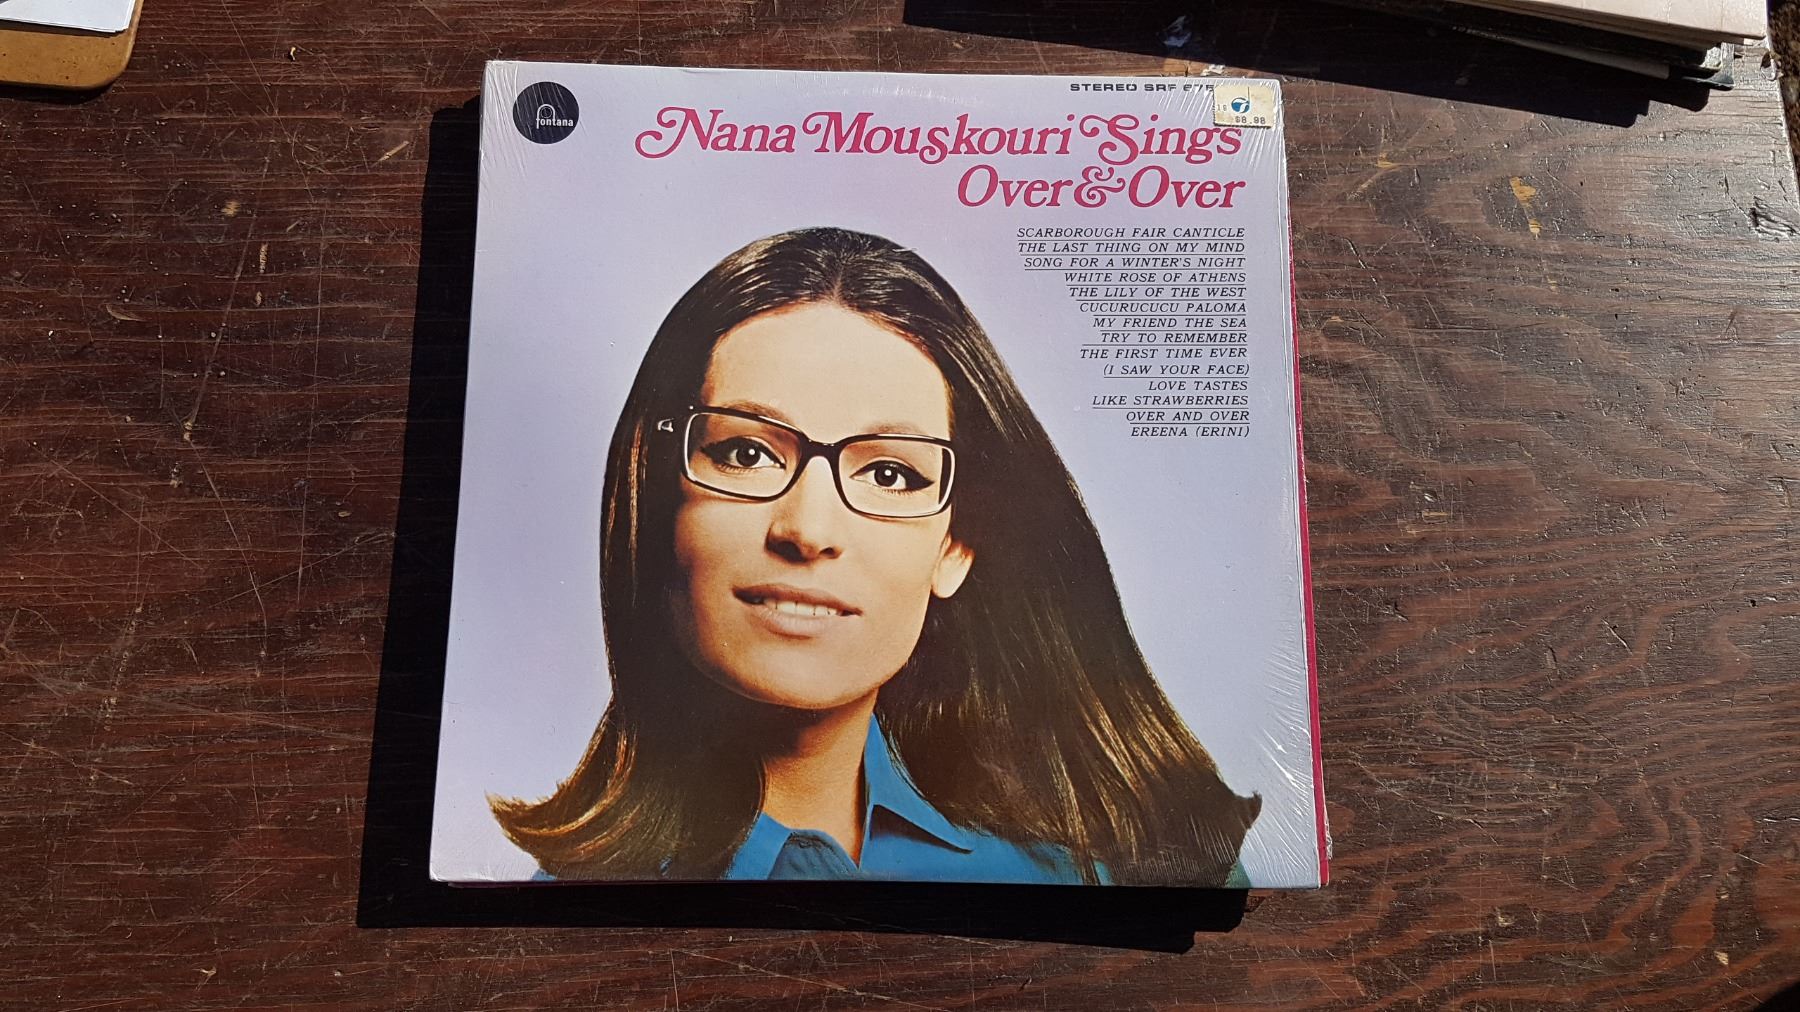 fontana
STEREO SRF
$8.98
Nana Mouskouri Sings
Over & Over
SCARBOROUGH FAIR CANTICLE
THE LAST THING ON MY MIND
SONG FOR A WINTER'S NIGHT
WHITE ROSE OF ATHENS
THE LILY OF THE WEST
CUCURUCUCU PALOMA
MY FRIEND THE SEA
TRY TO REMEMBER
THE FIRST TIME EVER
(I SAW YOUR FACE)
LOVE TASTES
LIKE STRAWBERRIES
OVER AND OVER
EREENA (ERINI)